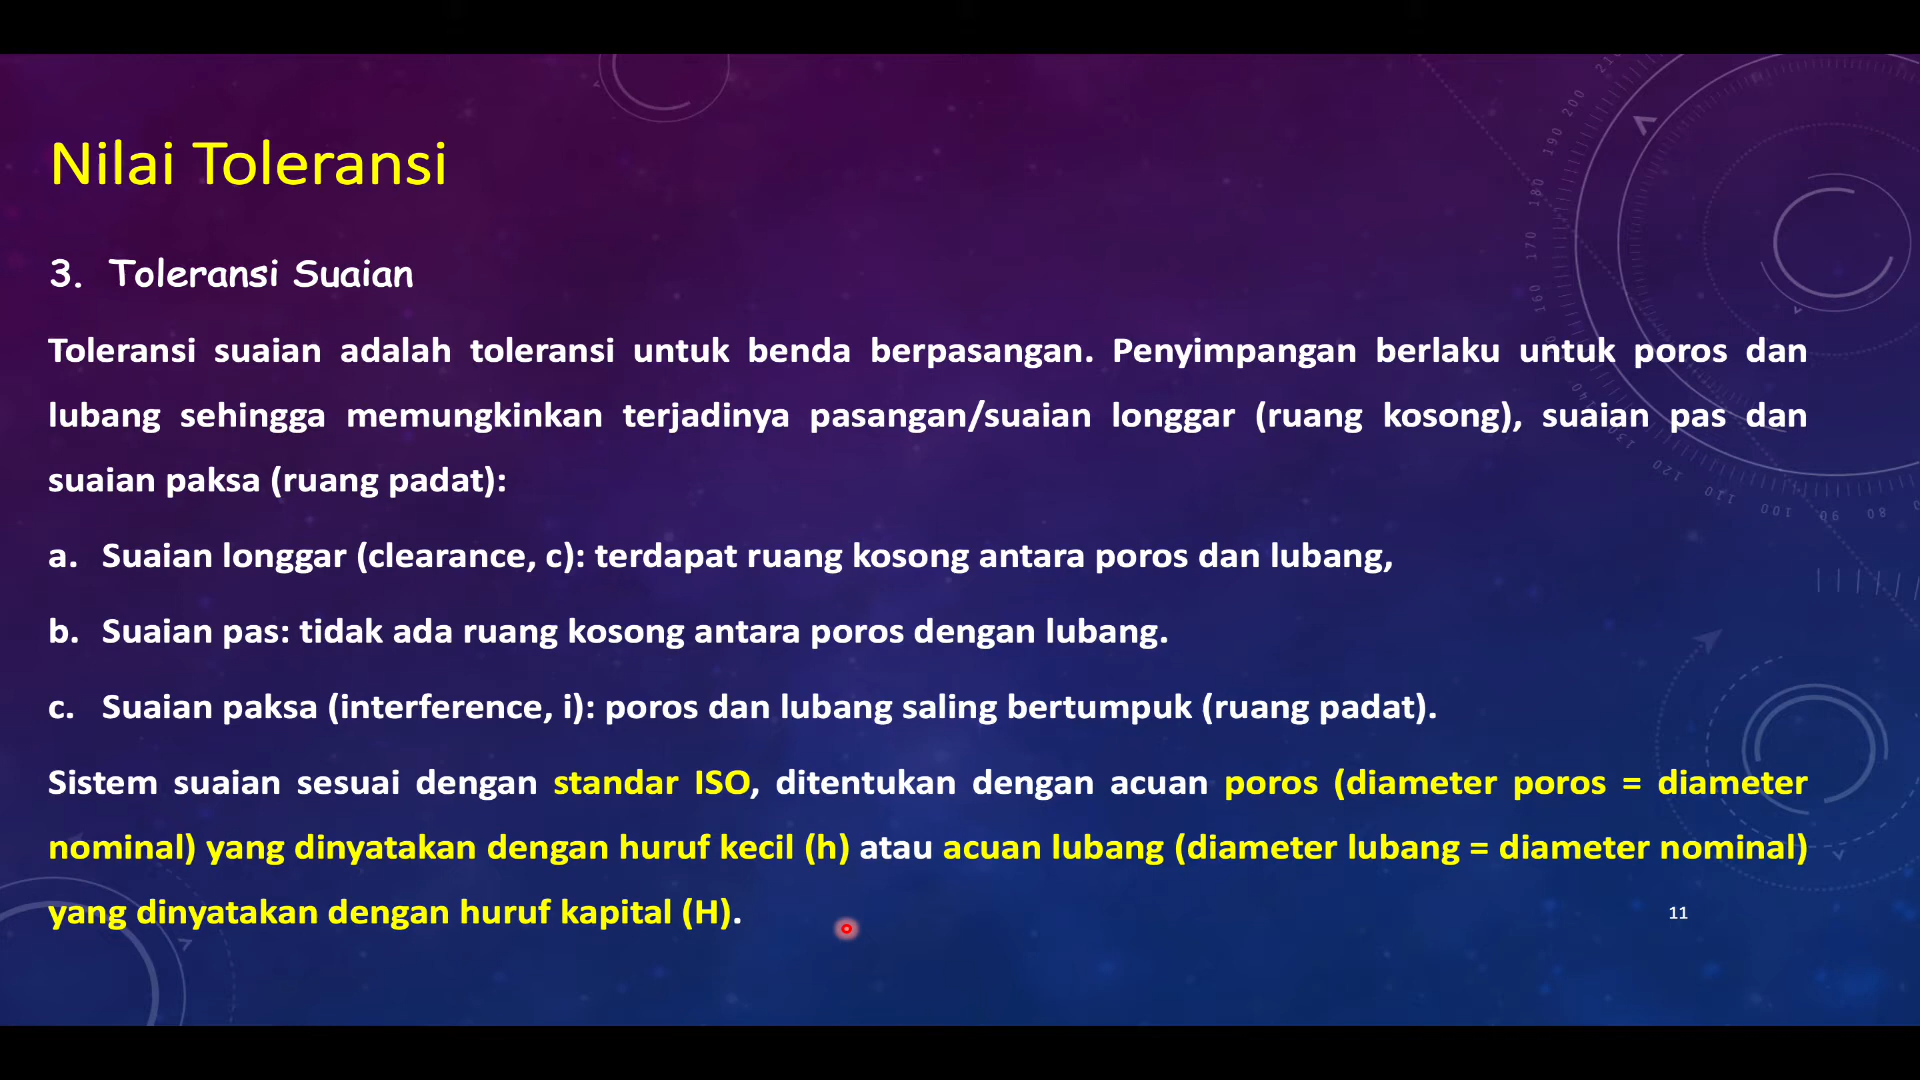 Nilai Toleransi
3. Toleransi Suaian
Toleransi suaian adalah toleransi untuk benda berpasangan. Penyimpangan berlaku untuk poros dan
lubang sehingga memungkinkan terjadinya pasangan/suaian longgar (ruang kosong), suaian pas dan
suaian paksa (ruang padat):
a. Suaian longgar (clearance, c): terdapat ruang kosong antara poros dan lubang,
b. Suaian pas: tidak ada ruang kosong antara poros dengan lubang.
c. Suaian paksa (interference, i): poros dan lubang saling bertumpuk (ruang padat).
Sistem suaian sesuai dengan standar ISO, ditentukan dengan acuan poros (diameter poros = diameter
nominal) yang dinyatakan dengan huruf kecil (h) atau acuan lubang (diameter lubang = diameter nominal)
yang dinyatakan dengan huruf kapital (H).
11